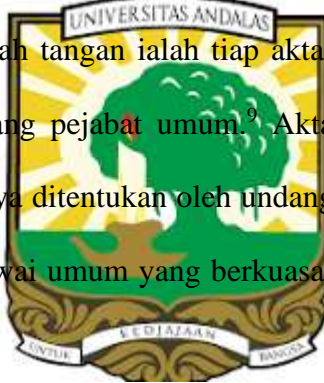 UNIVERSITAS ANDALAS
ah tangan ialah tiap akta
ang pejabat umum.⁹ Akta
ya ditentukan oleh undang
wai umum yang berkuasa
KEDJAJAAN
UNTUK BANGSA